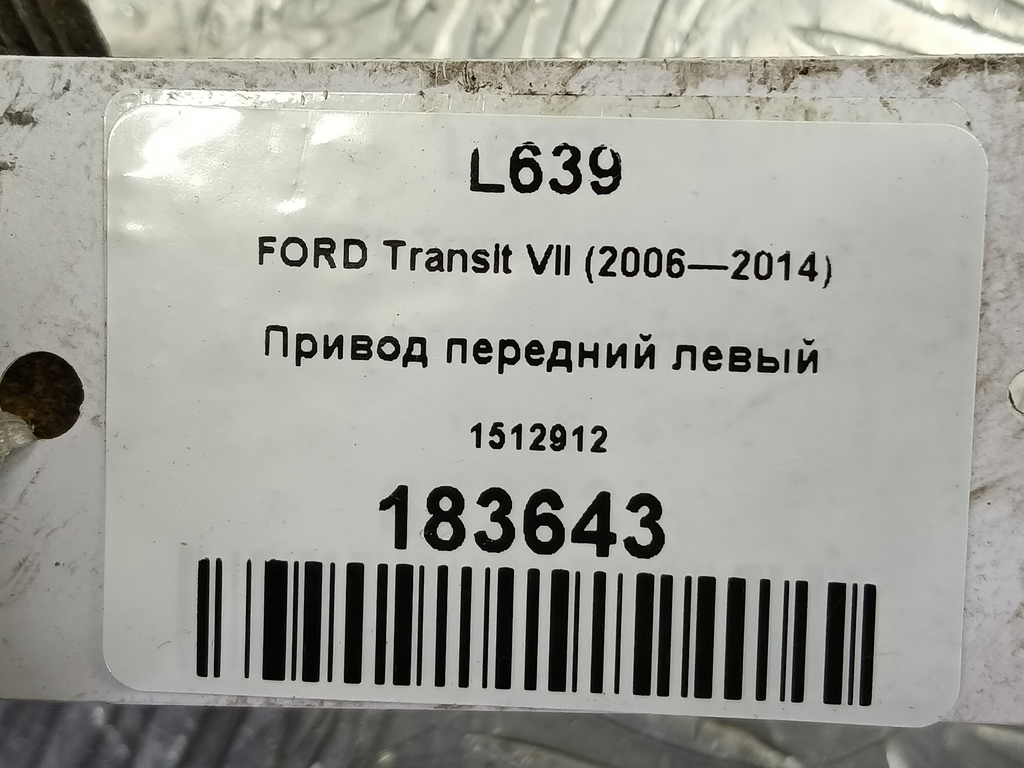 L639
FORD Transit VII (2006—2014)
Привод передний левый
1512912
183643